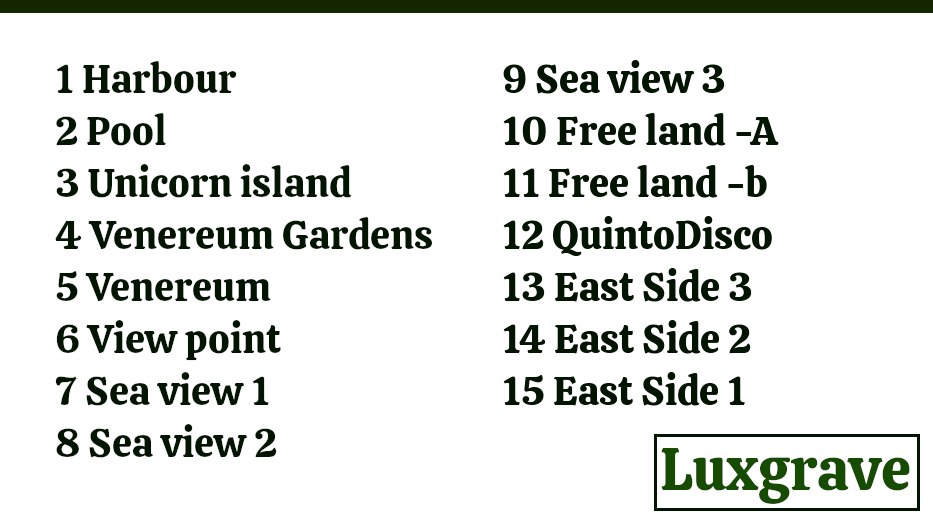 1 Harbour
2 Pool
3 Unicorn island
4 Venereum Gardens
5 Venereum
6 View point
7 Sea view 1
8 Sea view 2
9 Sea view 3
10 Free land -A
11 Free land -b
12 QuintoDisco
13 East Side 3
14 East Side 2
15 East Side 1
Luxgrave